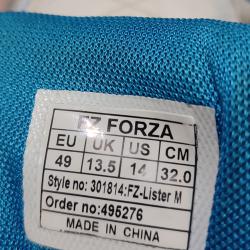 FZ FORZA
EU UK US CM
49 13.5 14 32.0
Style no: 301814:FZ-Lister M
Order no:495276
MADE IN CHINA